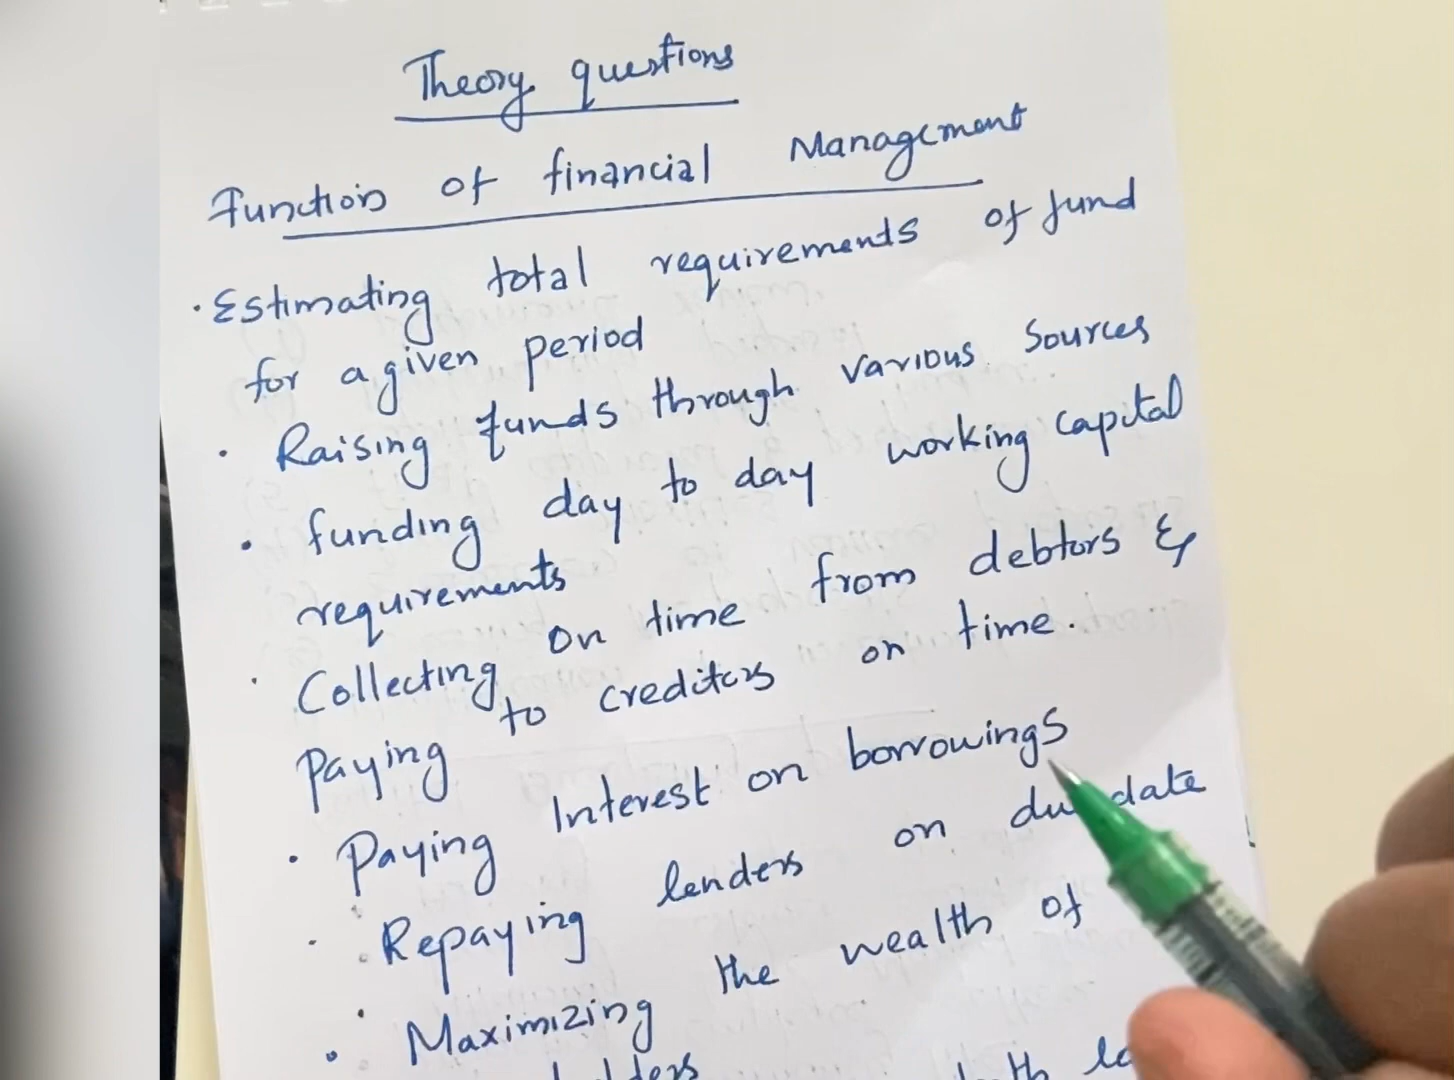 Theory questions
Function of financial Management
• Estimating total requirements of fund
for a given period
• Raising funds through various Sources
• funding day to day working capital
requirements
• Collecting on time from debtors &
Paying to creditors on time.
• Paying Interest on borrowings
• Repaying lenders on due date
• Maximizing the wealth of